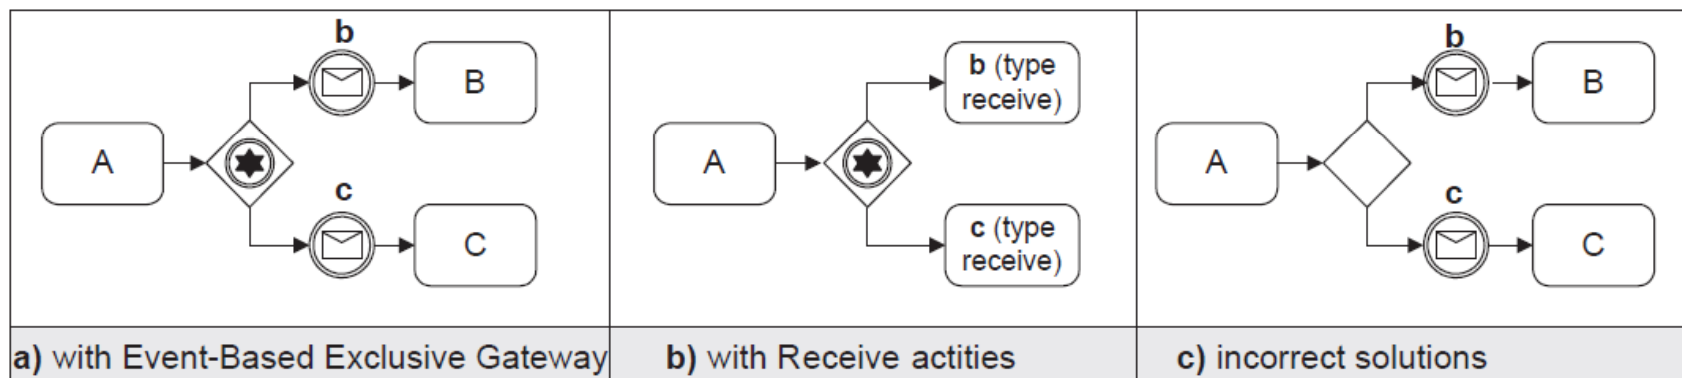 b
B
A
c
C
a) with Event-Based Exclusive Gateway
b (type
receive)
A
c (type
receive)
b) with Receive actities
b
B
A
c
C
c) incorrect solutions